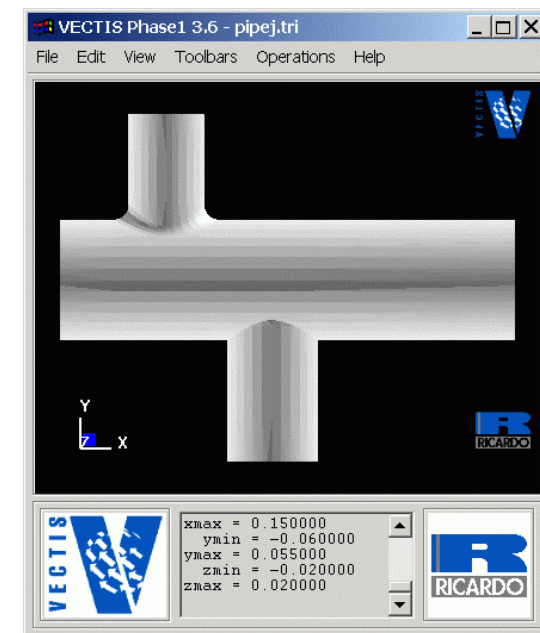 VECTIS Phase1 3.6 - pipej.tri
File Edit View Toolbars Operations Help
VECTIS
Y
Z X
RICARDO
VECTIS
xmax = 0.150000
ymin = -0.060000
ymax = 0.055000
zmin = -0.020000
zmax = 0.020000
RICARDO